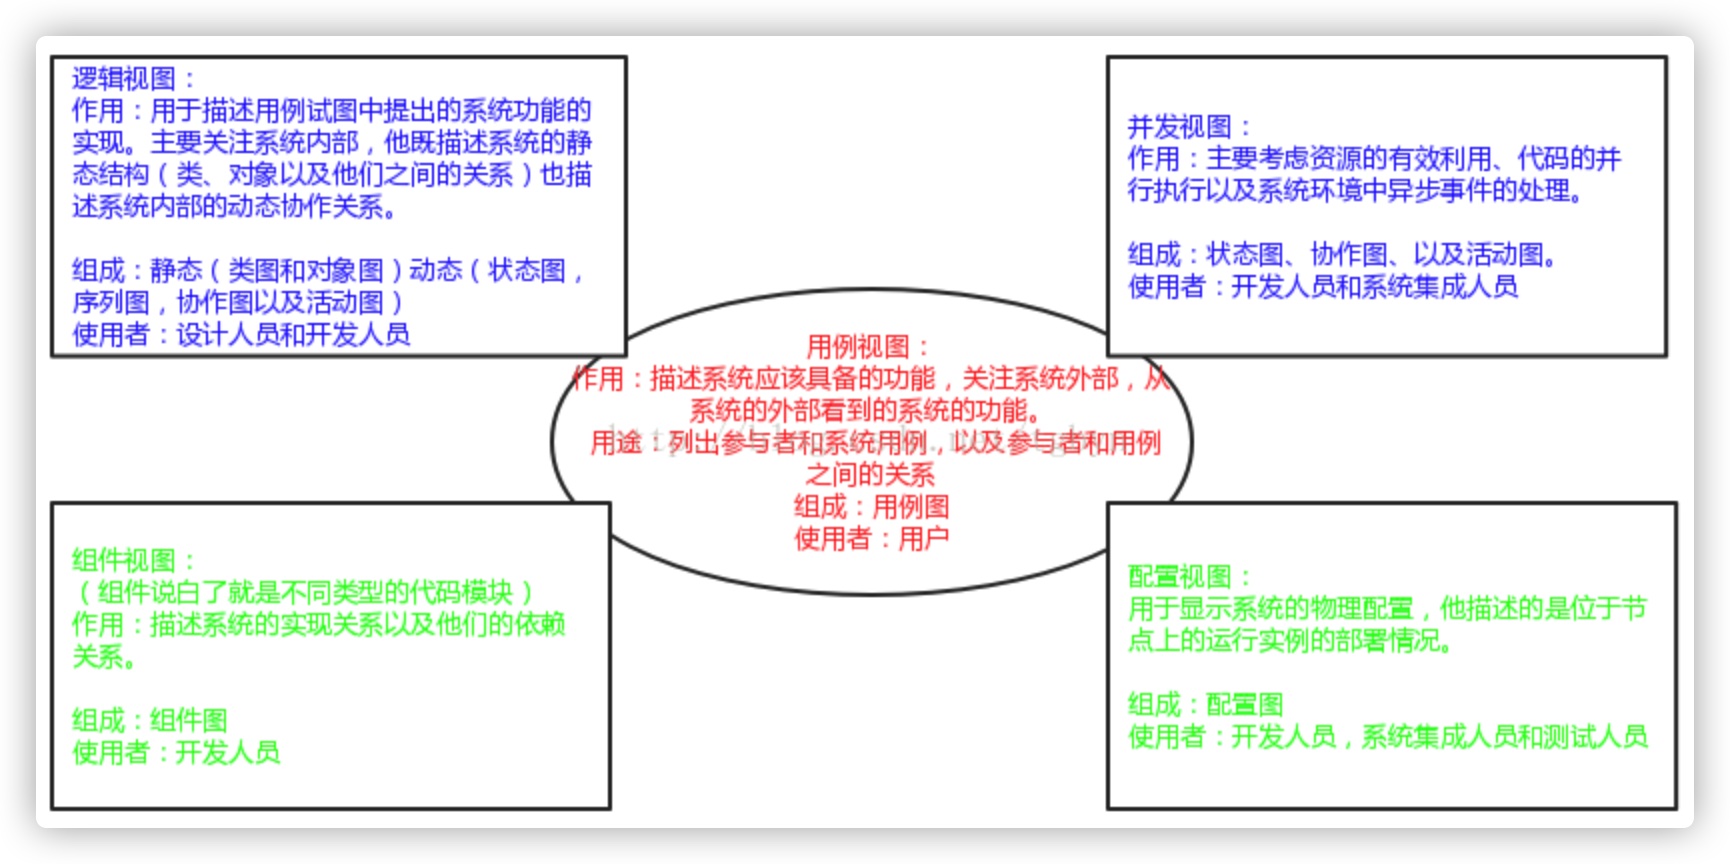 逻辑视图：
作用：用于描述用例试图中提出的系统功能的
实现。主要关注系统内部，他既描述系统的静
态结构（类、对象以及他们之间的关系）也描
述系统内部的动态协作关系。
组成：静态（类图和对象图）动态（状态图，
序列图，协作图以及活动图）
使用者：设计人员和开发人员
并发视图：
作用：主要考虑资源的有效利用、代码的并
行执行以及系统环境中异步事件的处理。
组成：状态图、协作图、以及活动图。
使用者：开发人员和系统集成人员
用例视图：
作用：描述系统应该具备的功能，关注系统外部，从
系统的外部看到的系统的功能。
用途：列出参与者和系统用例，以及参与者和用例
之间的关系
组成：用例图
使用者：用户
组件视图：
（组件说白了就是不同类型的代码模块）
作用：描述系统的实现关系以及他们的依赖
关系。
组成：组件图
使用者：开发人员
配置视图：
用于显示系统的物理配置，他描述的是位于节
点上的运行实例的部署情况。
组成：配置图
使用者：开发人员，系统集成人员和测试人员